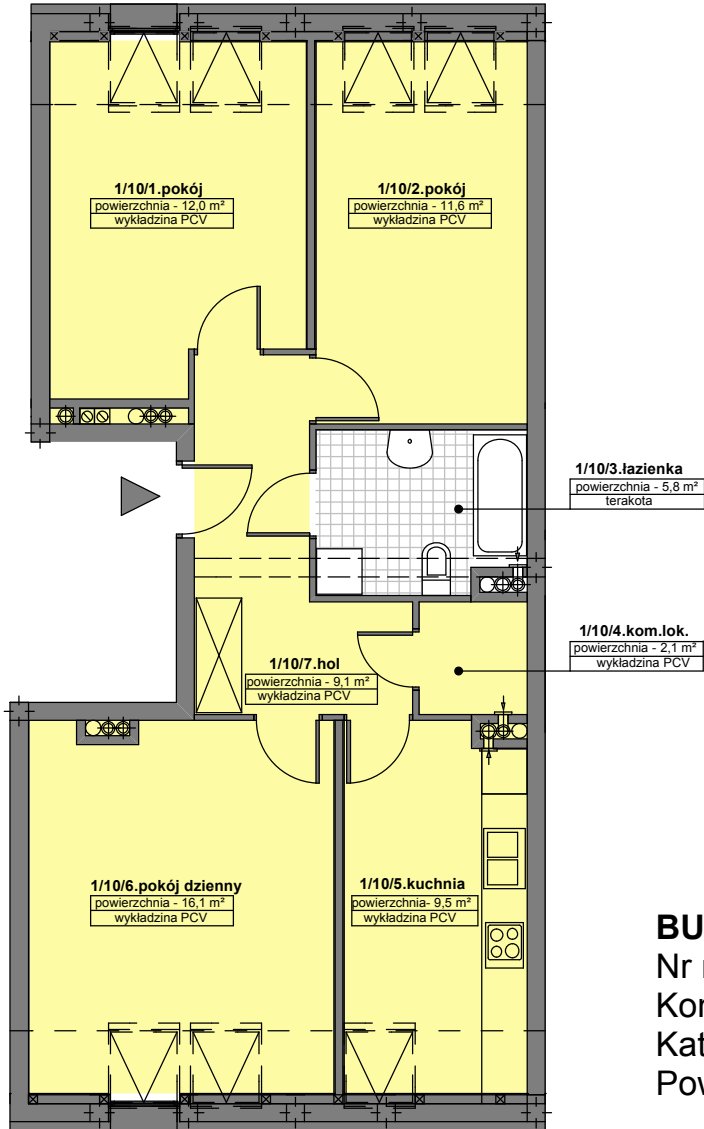 1/10/1.pokój
powierzchnia - 12,0 m²
wykładzina PCV
1/10/2.pokój
powierzchnia - 11,6 m²
wykładzina PCV
1/10/3.łazienka
powierzchnia - 5,8 m²
terakota
1/10/4.kom.lok.
powierzchnia - 2,1 m²
wykładzina PCV
1/10/7.hol
powierzchnia - 9,1 m²
wykładzina PCV
1/10/6.pokój dzienny
powierzchnia - 16,1 m²
wykładzina PCV
1/10/5.kuchnia
powierzchnia- 9,5 m²
wykładzina PCV
BU
Nr
Kor
Kat
Pow